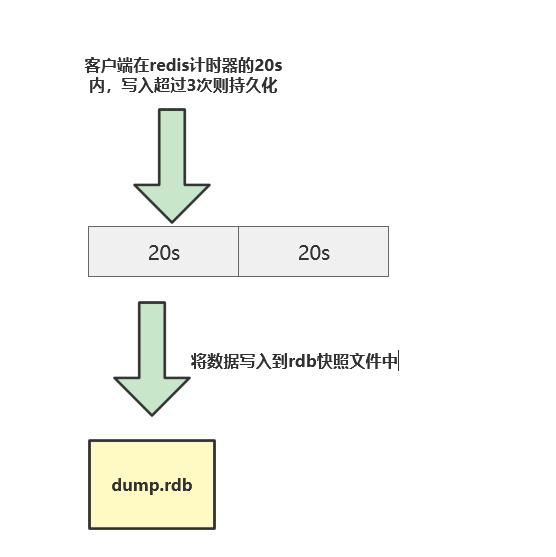 客户端在redis计时器的20s
内，写入超过3次则持久化
20s
20s
将数据写入到rdb快照文件中
dump.rdb